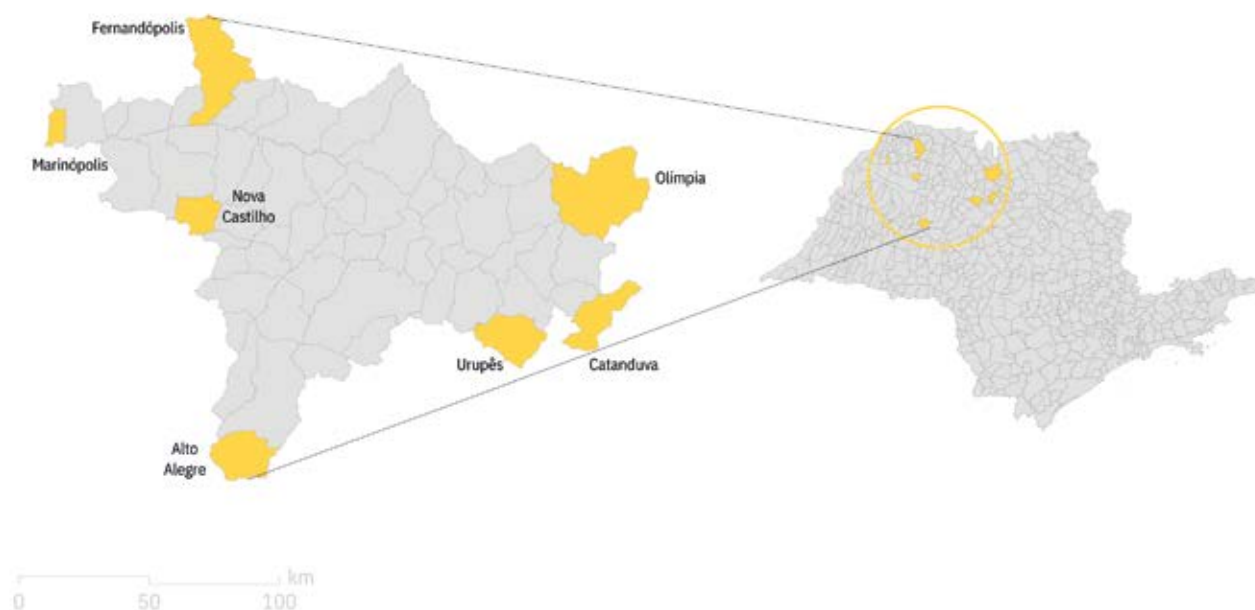 Fernandópolis
Marinópolis
Nova
Castilho
Olímpia
Urupês
Catanduva
Alto
Alegre
km
0 50 100